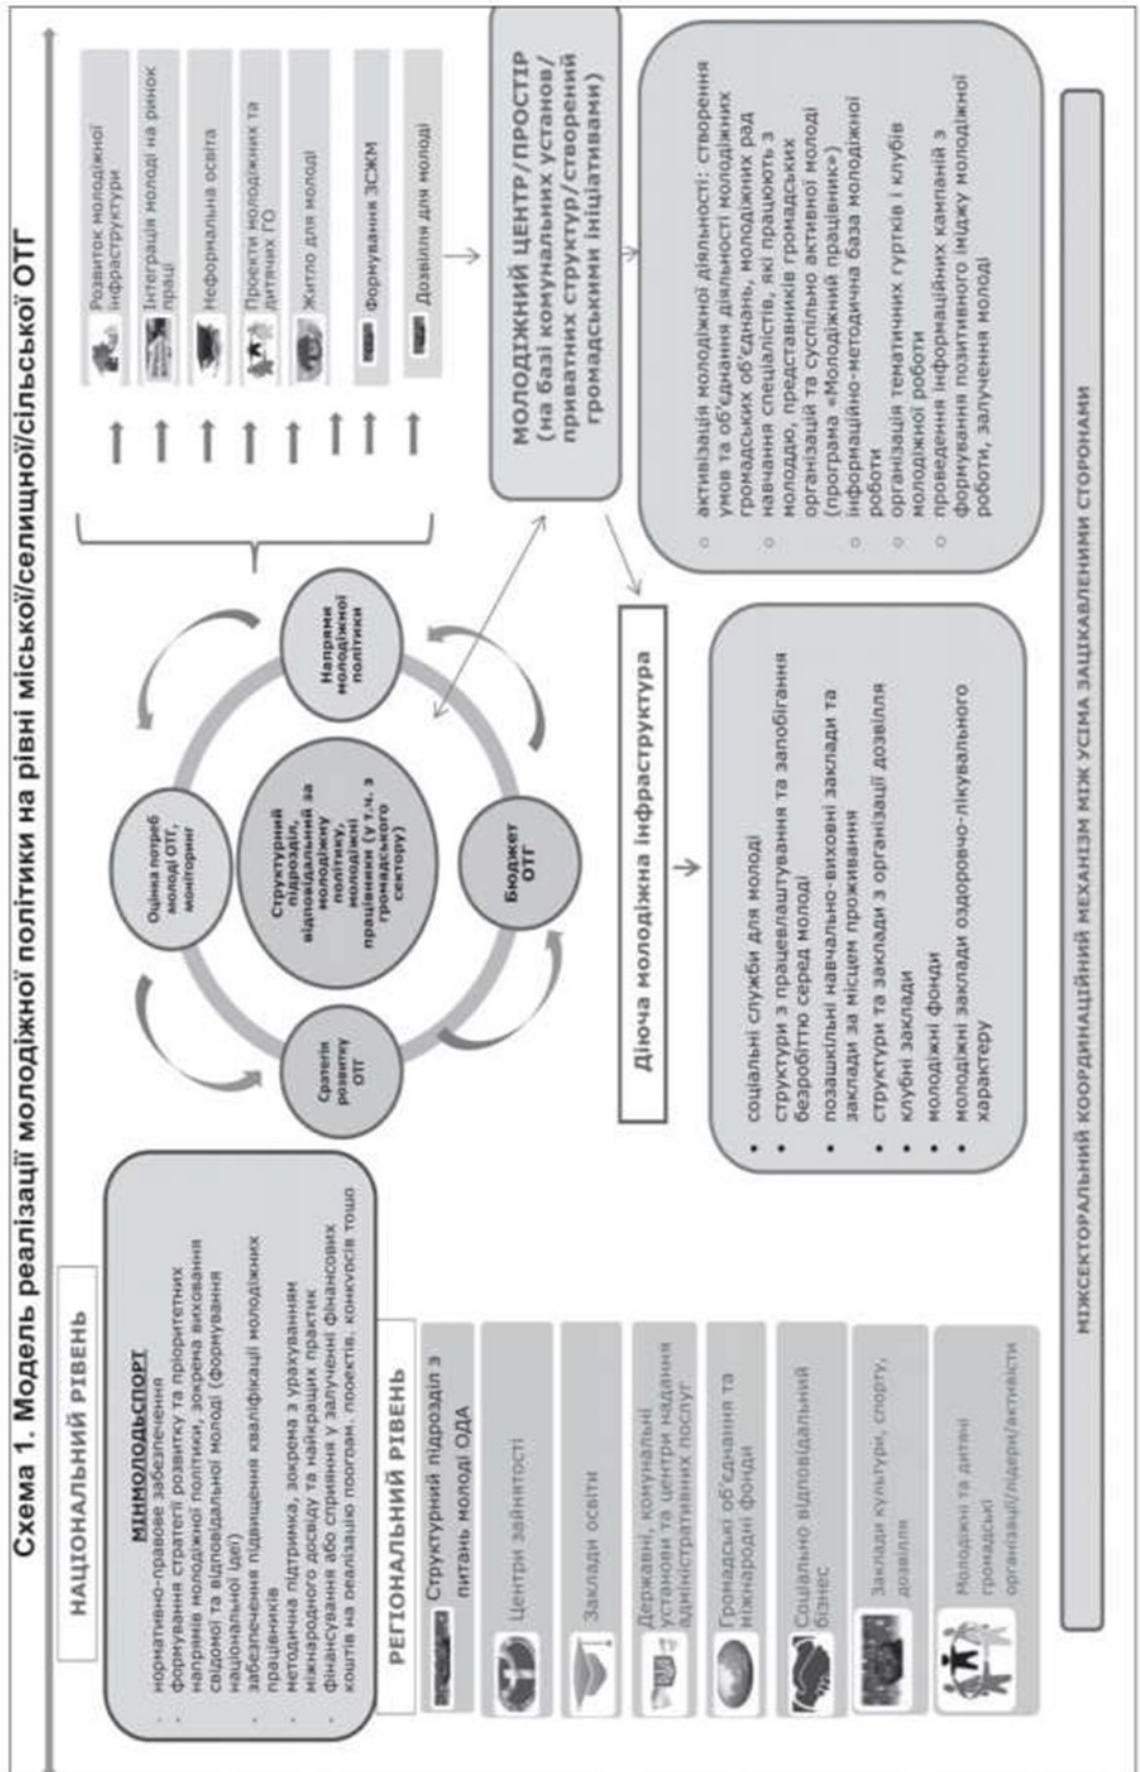 Схема 1. Модель реалізації молодіжної політики на рівні міської/селищної/сільської ОТГ
НАЦІОНАЛЬНИЙ РІВЕНЬ
МІНМОЛОДЬСПОРТ
- нормативно-правове забезпечення
- формування стратегії розвитку та пріоритетних
напрямів молодіжної політики, зокрема виховання
свідомої та відповідальної молоді (формування
національної ідеї)
- забезпечення підвищення кваліфікації молодіжних
працівників
- методична підтримка, зокрема з урахуванням
міжнародного досвіду та найкращих практик
- фінансування або сприяння у залученні фінансових
коштів на реалізацію програм, проектів, конкурсів тощо
РЕГІОНАЛЬНИЙ РІВЕНЬ
Структурний підрозділ з
питань молоді ОДА
Центри зайнятості
Заклади освіти
Державні, комунальні
установи та центри надання
адміністративних послуг
Громадські об'єднання та
міжнародні фонди
Соціально відповідальний
бізнес
Заклади культури, спорту,
дозвілля
Молодіжні та дитячі
громадські
організації/лідери/активісти
Оцінка потреб
молоді ОТГ,
моніторинг
Сратегія
розвитку
ОТГ
Структурний
підрозділ,
відповідальний за
молодіжну
політику,
молодіжні
працівники (у т.ч. з
громадського
сектору)
Напрями
молодіжної
політики
Бюджет
ОТГ
Розвиток молодіжної
інфраструктури
Інтеграція молоді на ринок
праці
Неформальна освіта
Проекти молодіжних та
дитячих ГО
Житло для молоді
Формування ЗСЖМ
Дозвілля для молоді
МОЛОДІЖНИЙ ЦЕНТР/ПРОСТІР
(на базі комунальних установ/
приватних структур/створений
громадськими ініціативами)
Діюча молодіжна інфраструктура
• соціальні служби для молоді
• структури з працевлаштування та запобігання
безробіттю серед молоді
• позашкільні навчально-виховні заклади та
заклади за місцем проживання
• структури та заклади з організації дозвілля
• клубні заклади
• молодіжні фонди
• молодіжні заклади оздоровчо-лікувального
характеру
○ активізація молодіжної діяльності: створення
умов та об'єднання діяльності молодіжних
громадських об'єднань, молодіжних рад
○ навчання спеціалістів, які працюють з
молоддю, представників громадських
організацій та суспільно активної молоді
(програма «Молодіжний працівник»)
○ інформаційно-методична база молодіжної
роботи
○ організація тематичних гуртків і клубів
молодіжної роботи
○ проведення інформаційних кампаній з
формування позитивного іміджу молодіжної
роботи, залучення молоді
МІЖСЕКТОРАЛЬНИЙ КООРДИНАЦІЙНИЙ МЕХАНІЗМ МІЖ УСІМА ЗАЦІКАВЛЕНИМИ СТОРОНАМИ